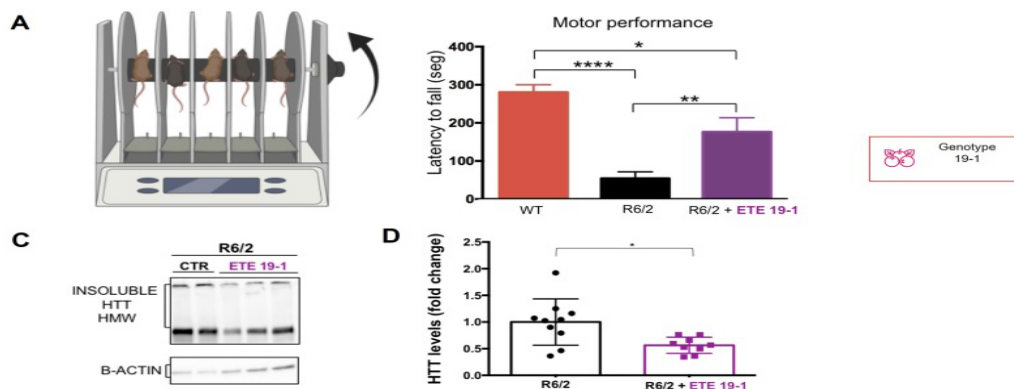 A
Motor performance
Latency to fall (seg)
400
300
200
100
0
*
****
**
WT
R6/2
R6/2 + ETE 19-1
Genotype
19-1
C
R6/2
CTR
ETE 19-1
INSOLUBLE
HTT
HMW
B-ACTIN
D
HTT levels (fold change)
2.5
2.0
1.5
1.0
0.5
0.0
*
R6/2
R6/2 + ETE 19-1